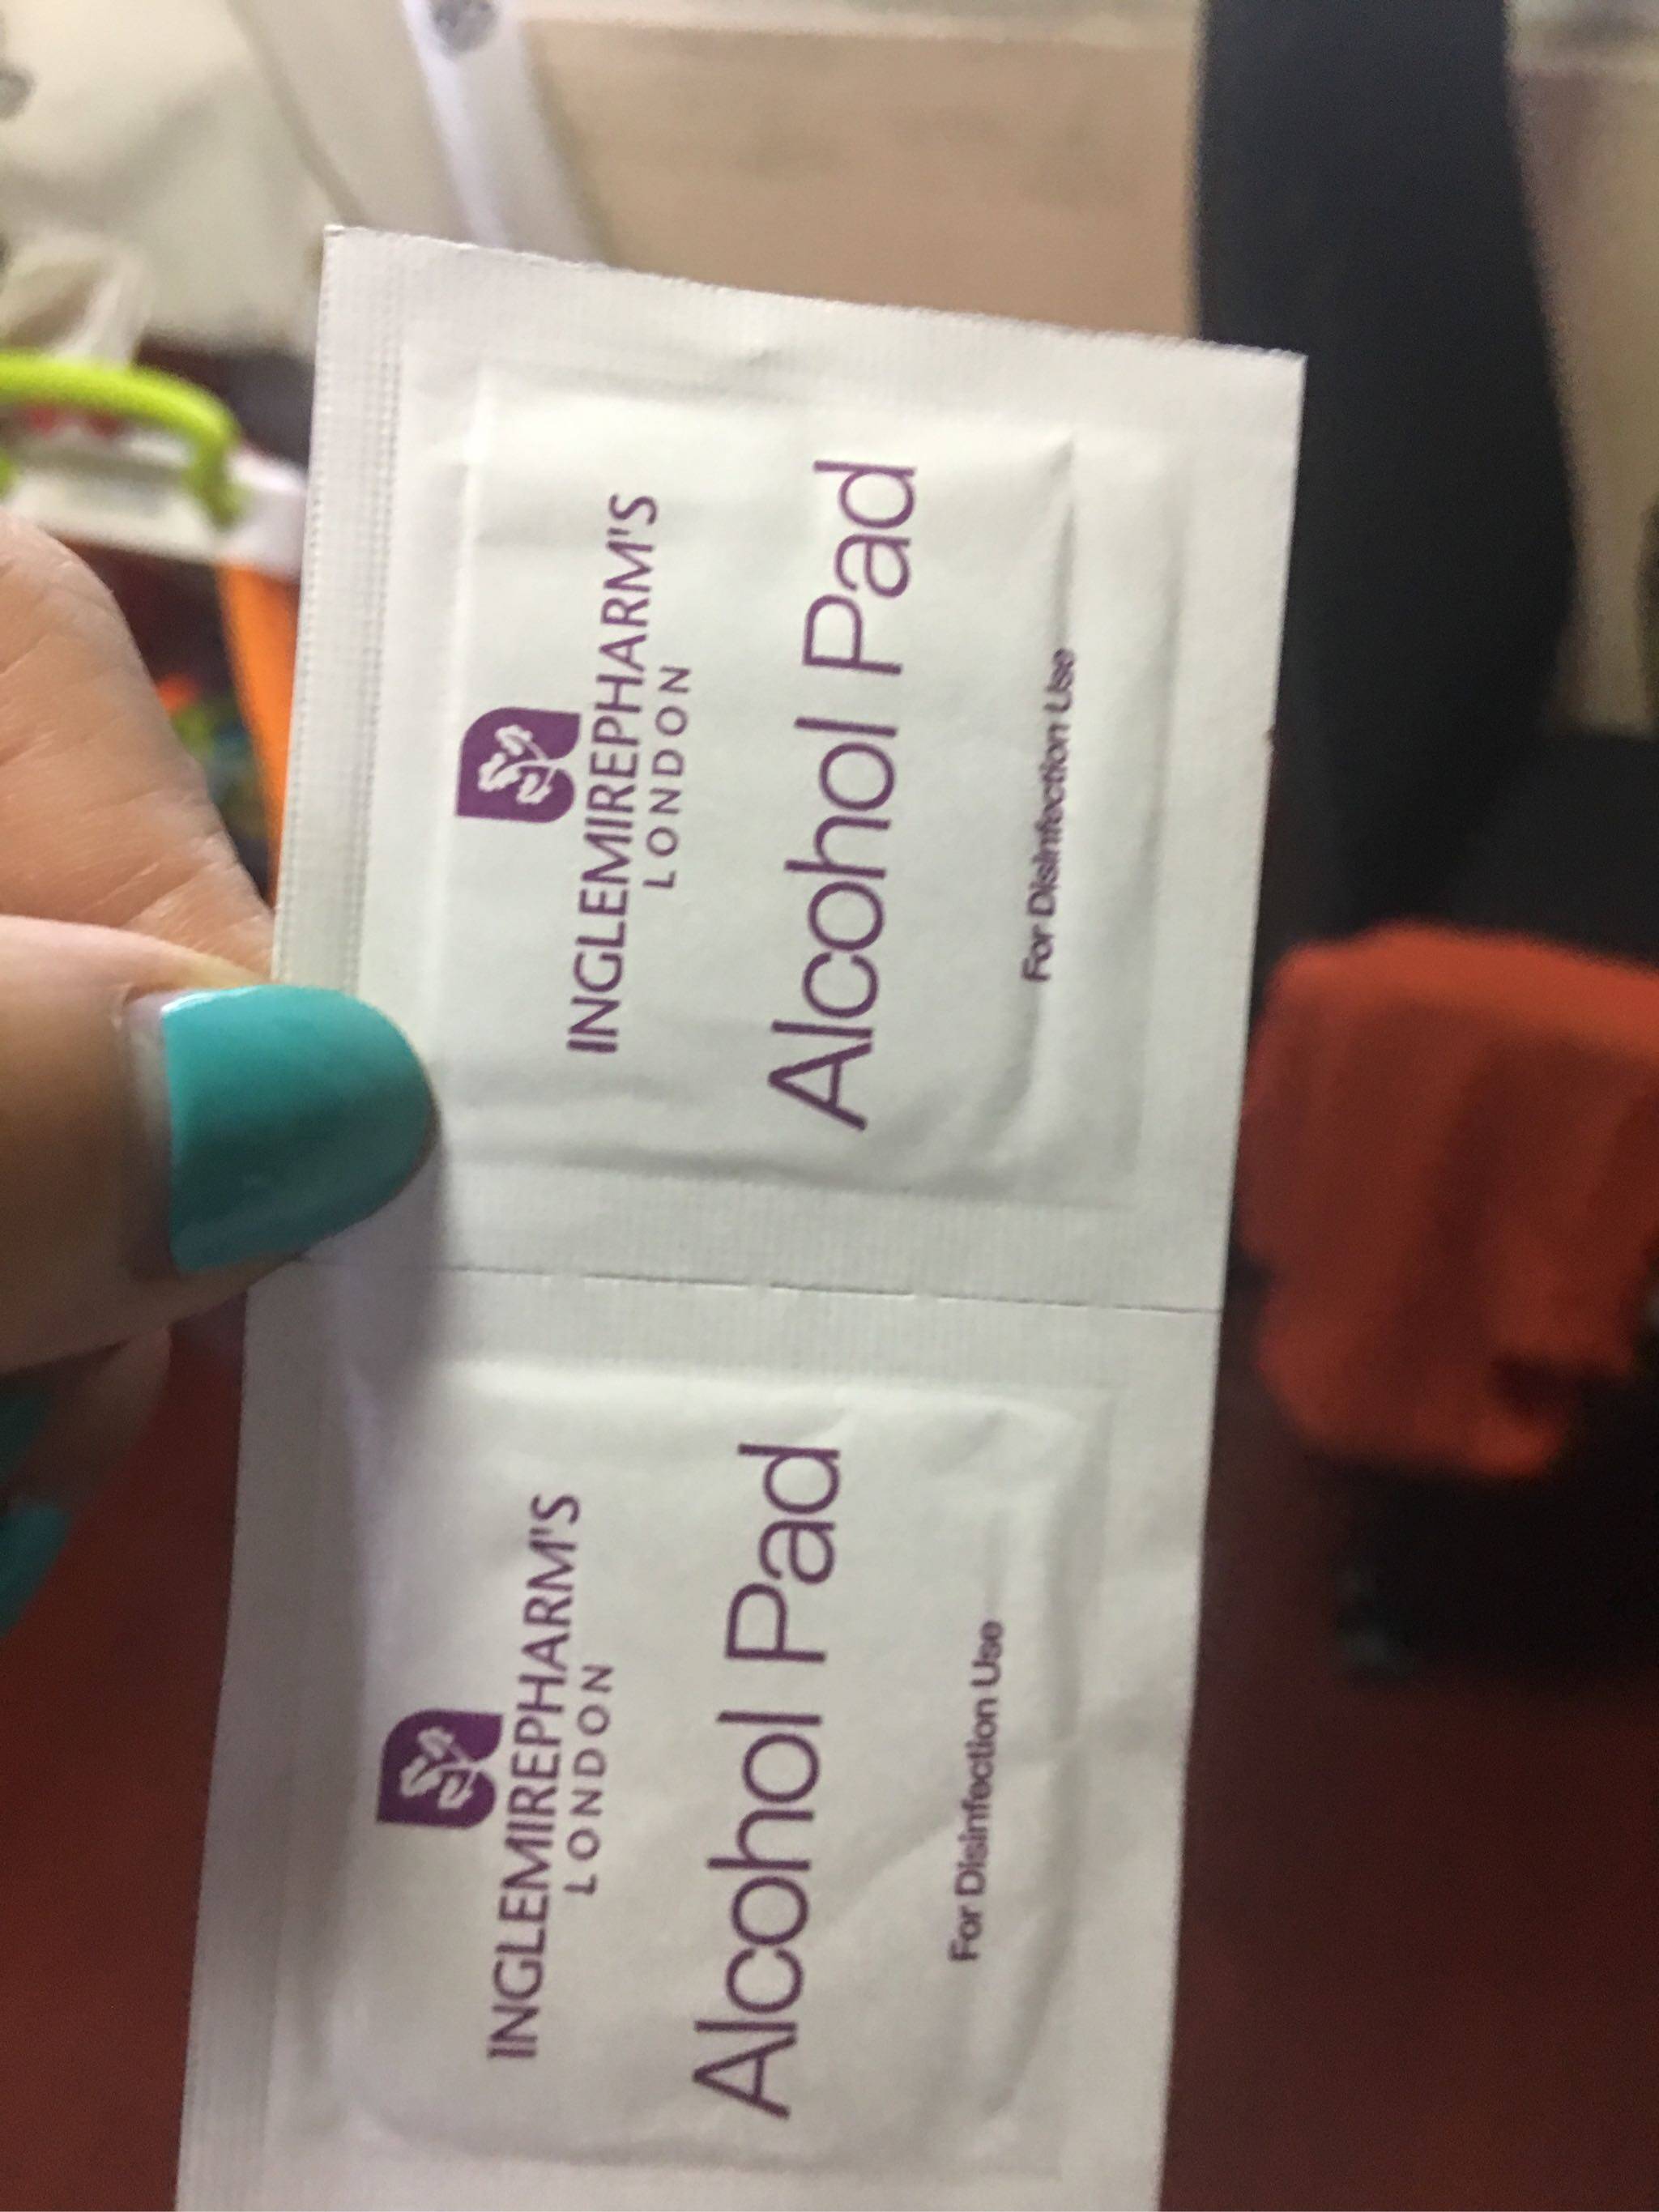 INGLEMIREPHARM'S
LONDON
Alcohol Pad
For Disinfection Use
INGLEMIREPHARM'S
LONDON
Alcohol Pad
For Disinfection Use